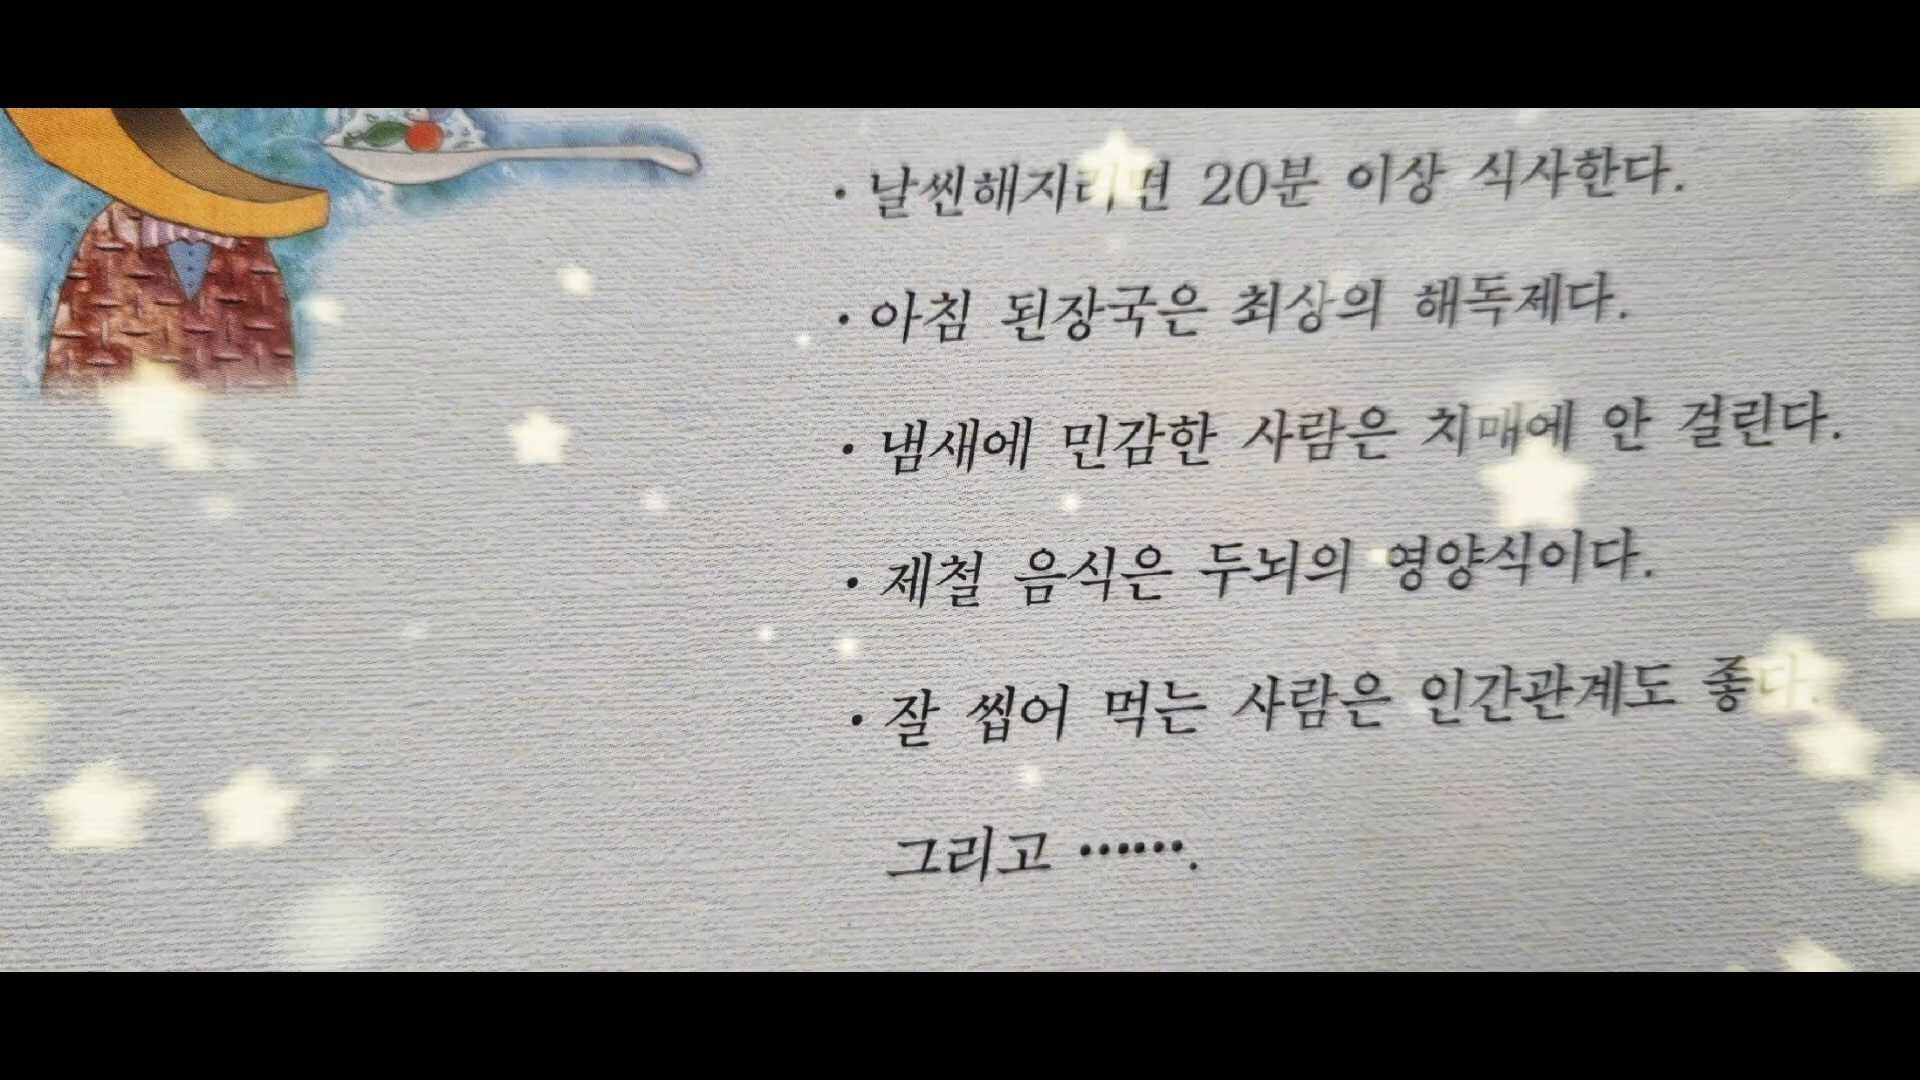 · 날씬해지려면 20분 이상 식사한다.
· 아침 된장국은 최상의 해독제다.
· 냄새에 민감한 사람은 치매에 안 걸린다.
· 제철 음식은 두뇌의 영양식이다.
· 잘 씹어 먹는 사람은 인간관계도 좋다.
그리고 …….